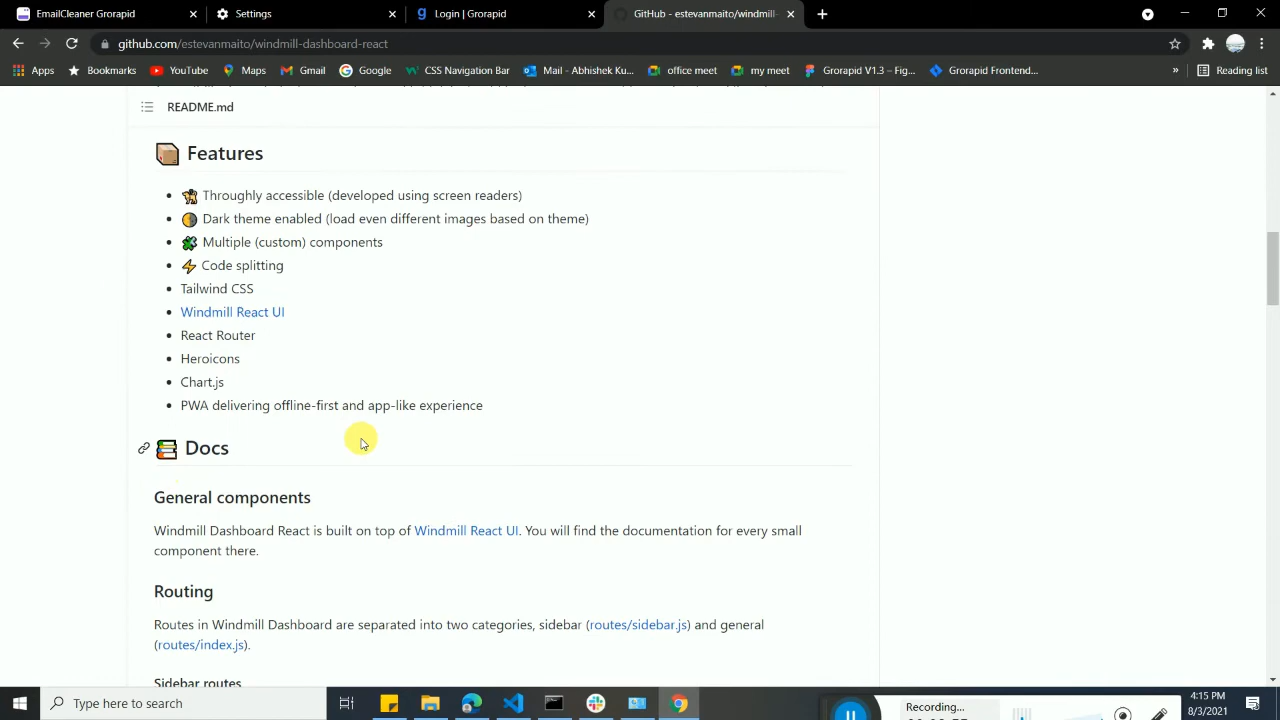 EmailCleaner Grorapid
Settings
Login | Grorapid
GitHub - estevanmaito/windmill-
github.com/estevanmaito/windmill-dashboard-react
Apps
Bookmarks
YouTube
Maps
Gmail
Google
CSS Navigation Bar
Mail - Abhishek Ku...
office meet
my meet
Grorapid V1.3 – Fig...
Grorapid Frontend...
»
Reading list
README.md
Features
Throughly accessible (developed using screen readers)
Dark theme enabled (load even different images based on theme)
Multiple (custom) components
Code splitting
Tailwind CSS
Windmill React UI
React Router
Heroicons
Chart.js
PWA delivering offline-first and app-like experience
Docs
General components
Windmill Dashboard React is built on top of Windmill React UI. You will find the documentation for every small
component there.
Routing
Routes in Windmill Dashboard are separated into two categories, sidebar (routes/sidebar.js) and general
(routes/index.js).
Sidebar routes
Type here to search
Recording...
4:15 PM
8/3/2021